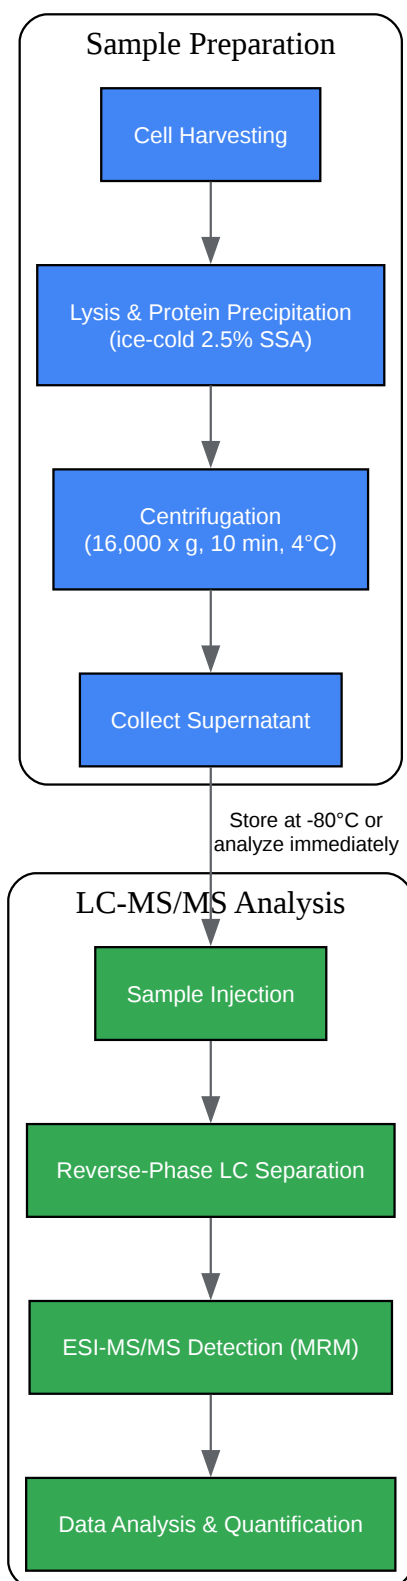 Sample Preparation
Cell Harvesting
Lysis & Protein Precipitation
(ice-cold 2.5% SSA)
Centrifugation
(16,000 x g, 10 min, 4°C)
Collect Supernatant
Store at -80°C or
analyze immediately
LC-MS/MS Analysis
Sample Injection
Reverse-Phase LC Separation
ESI-MS/MS Detection (MRM)
Data Analysis & Quantification